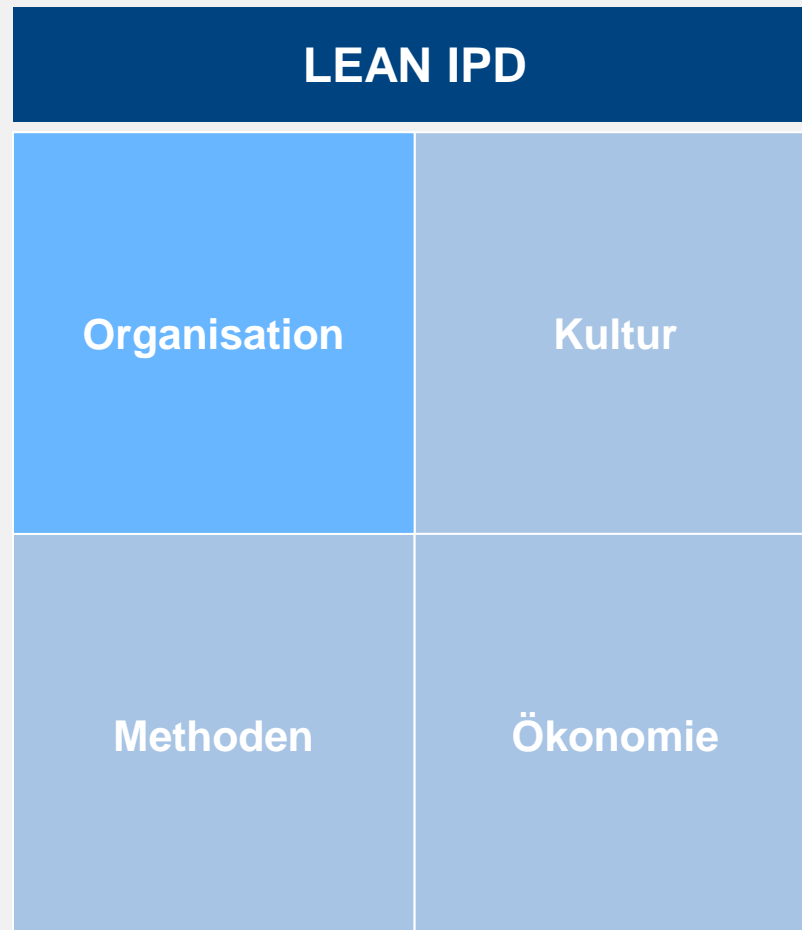 LEAN IPD
Organisation
Kultur
Methoden
Ökonomie